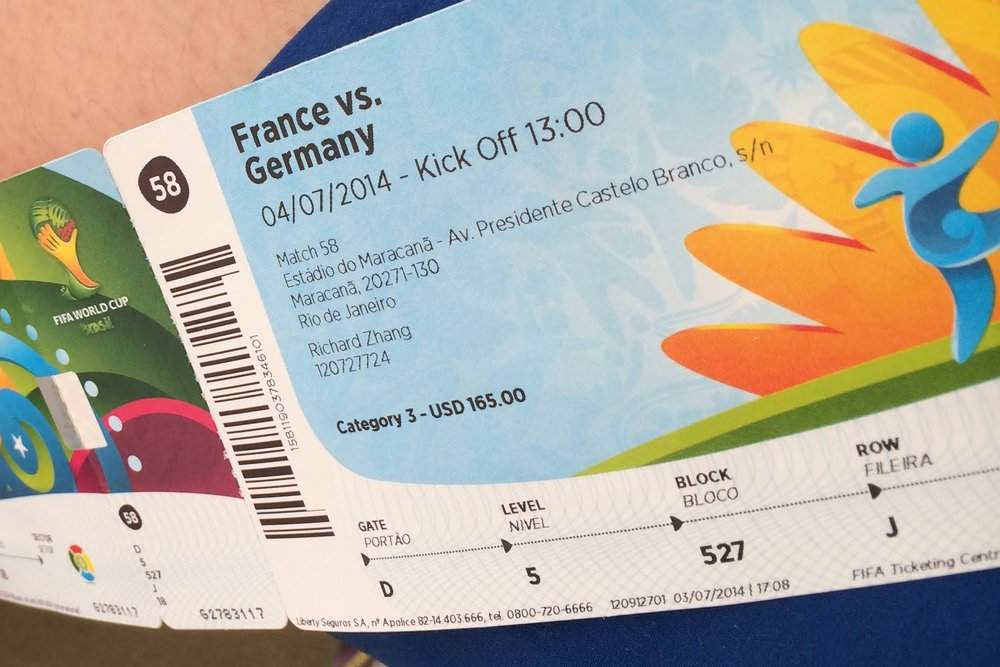 France vs.
Germany
04/07/2014 - Kick Off 13:00
Match 58
Estádio do Maracanã - Av. Presidente Castelo Branco, s/n
Maracanã, 20271-130
Rio de Janeiro
Richard Zhang
120727724
Category 3 - USD 165.00
58
1581190378346101
GATE
PORTÃO
D
LEVEL
NIVEL
5
BLOCK
BLOCO
527
ROW
FILEIRA
J
FIFA Ticketing Centr
Liberty Seguros S.A, nº Apolice 82-14.403.666, tel. 0800-720-6666
120912701 03/07/2014 | 17:08
FIFA WORLD CUP
Brasil
58
D
5
527
J
18
62783117
62783117